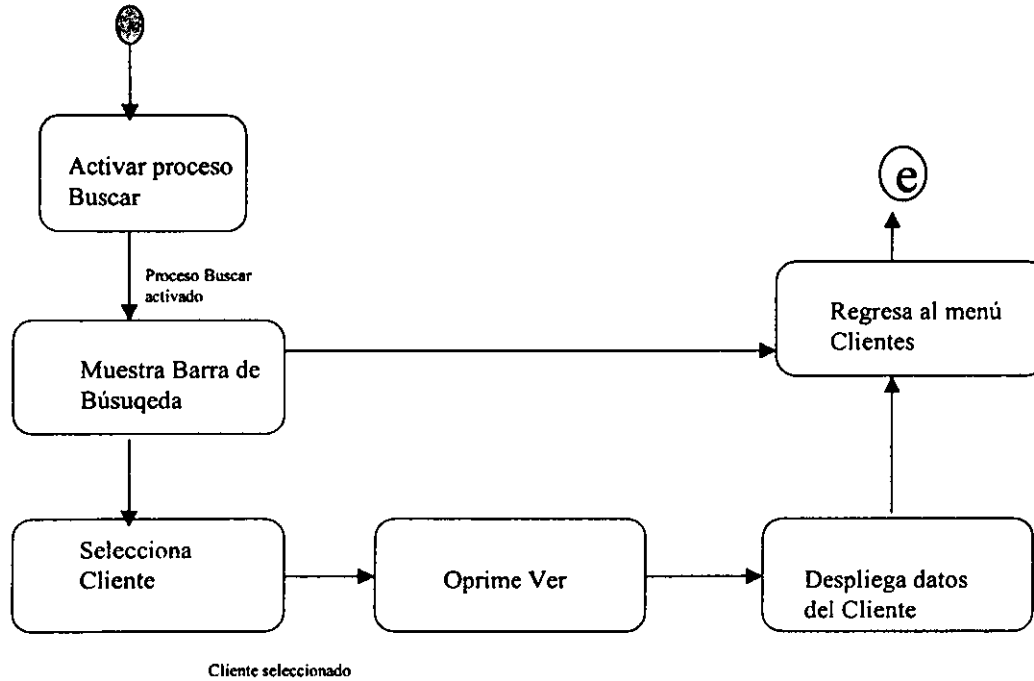 Activar proceso
Buscar
Proceso Buscar
activado
Muestra Barra de
Búsuqeda
e
Regresa al menú
Clientes
Selecciona
Cliente
Oprime Ver
Despliega datos
del Cliente
Cliente seleccionado